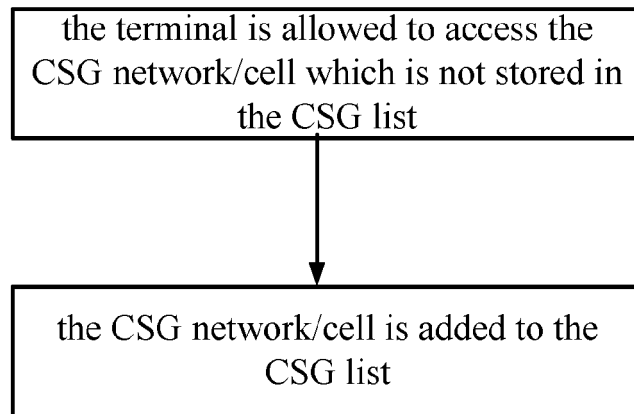 the terminal is allowed to access the
CSG network/cell which is not stored in
the CSG list
the CSG network/cell is added to the
CSG list